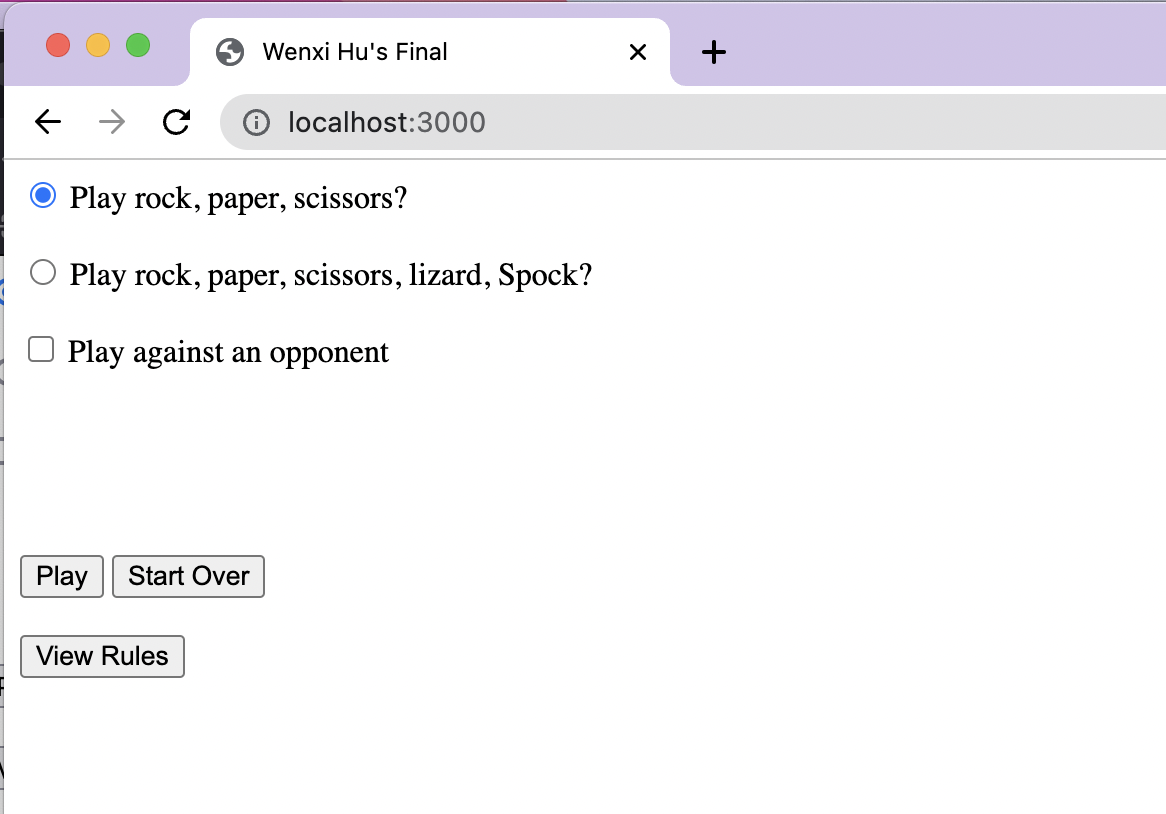 Wenxi Hu's Final
localhost:3000
Play rock, paper, scissors?
Play rock, paper, scissors, lizard, Spock?
Play against an opponent
Play Start Over
View Rules